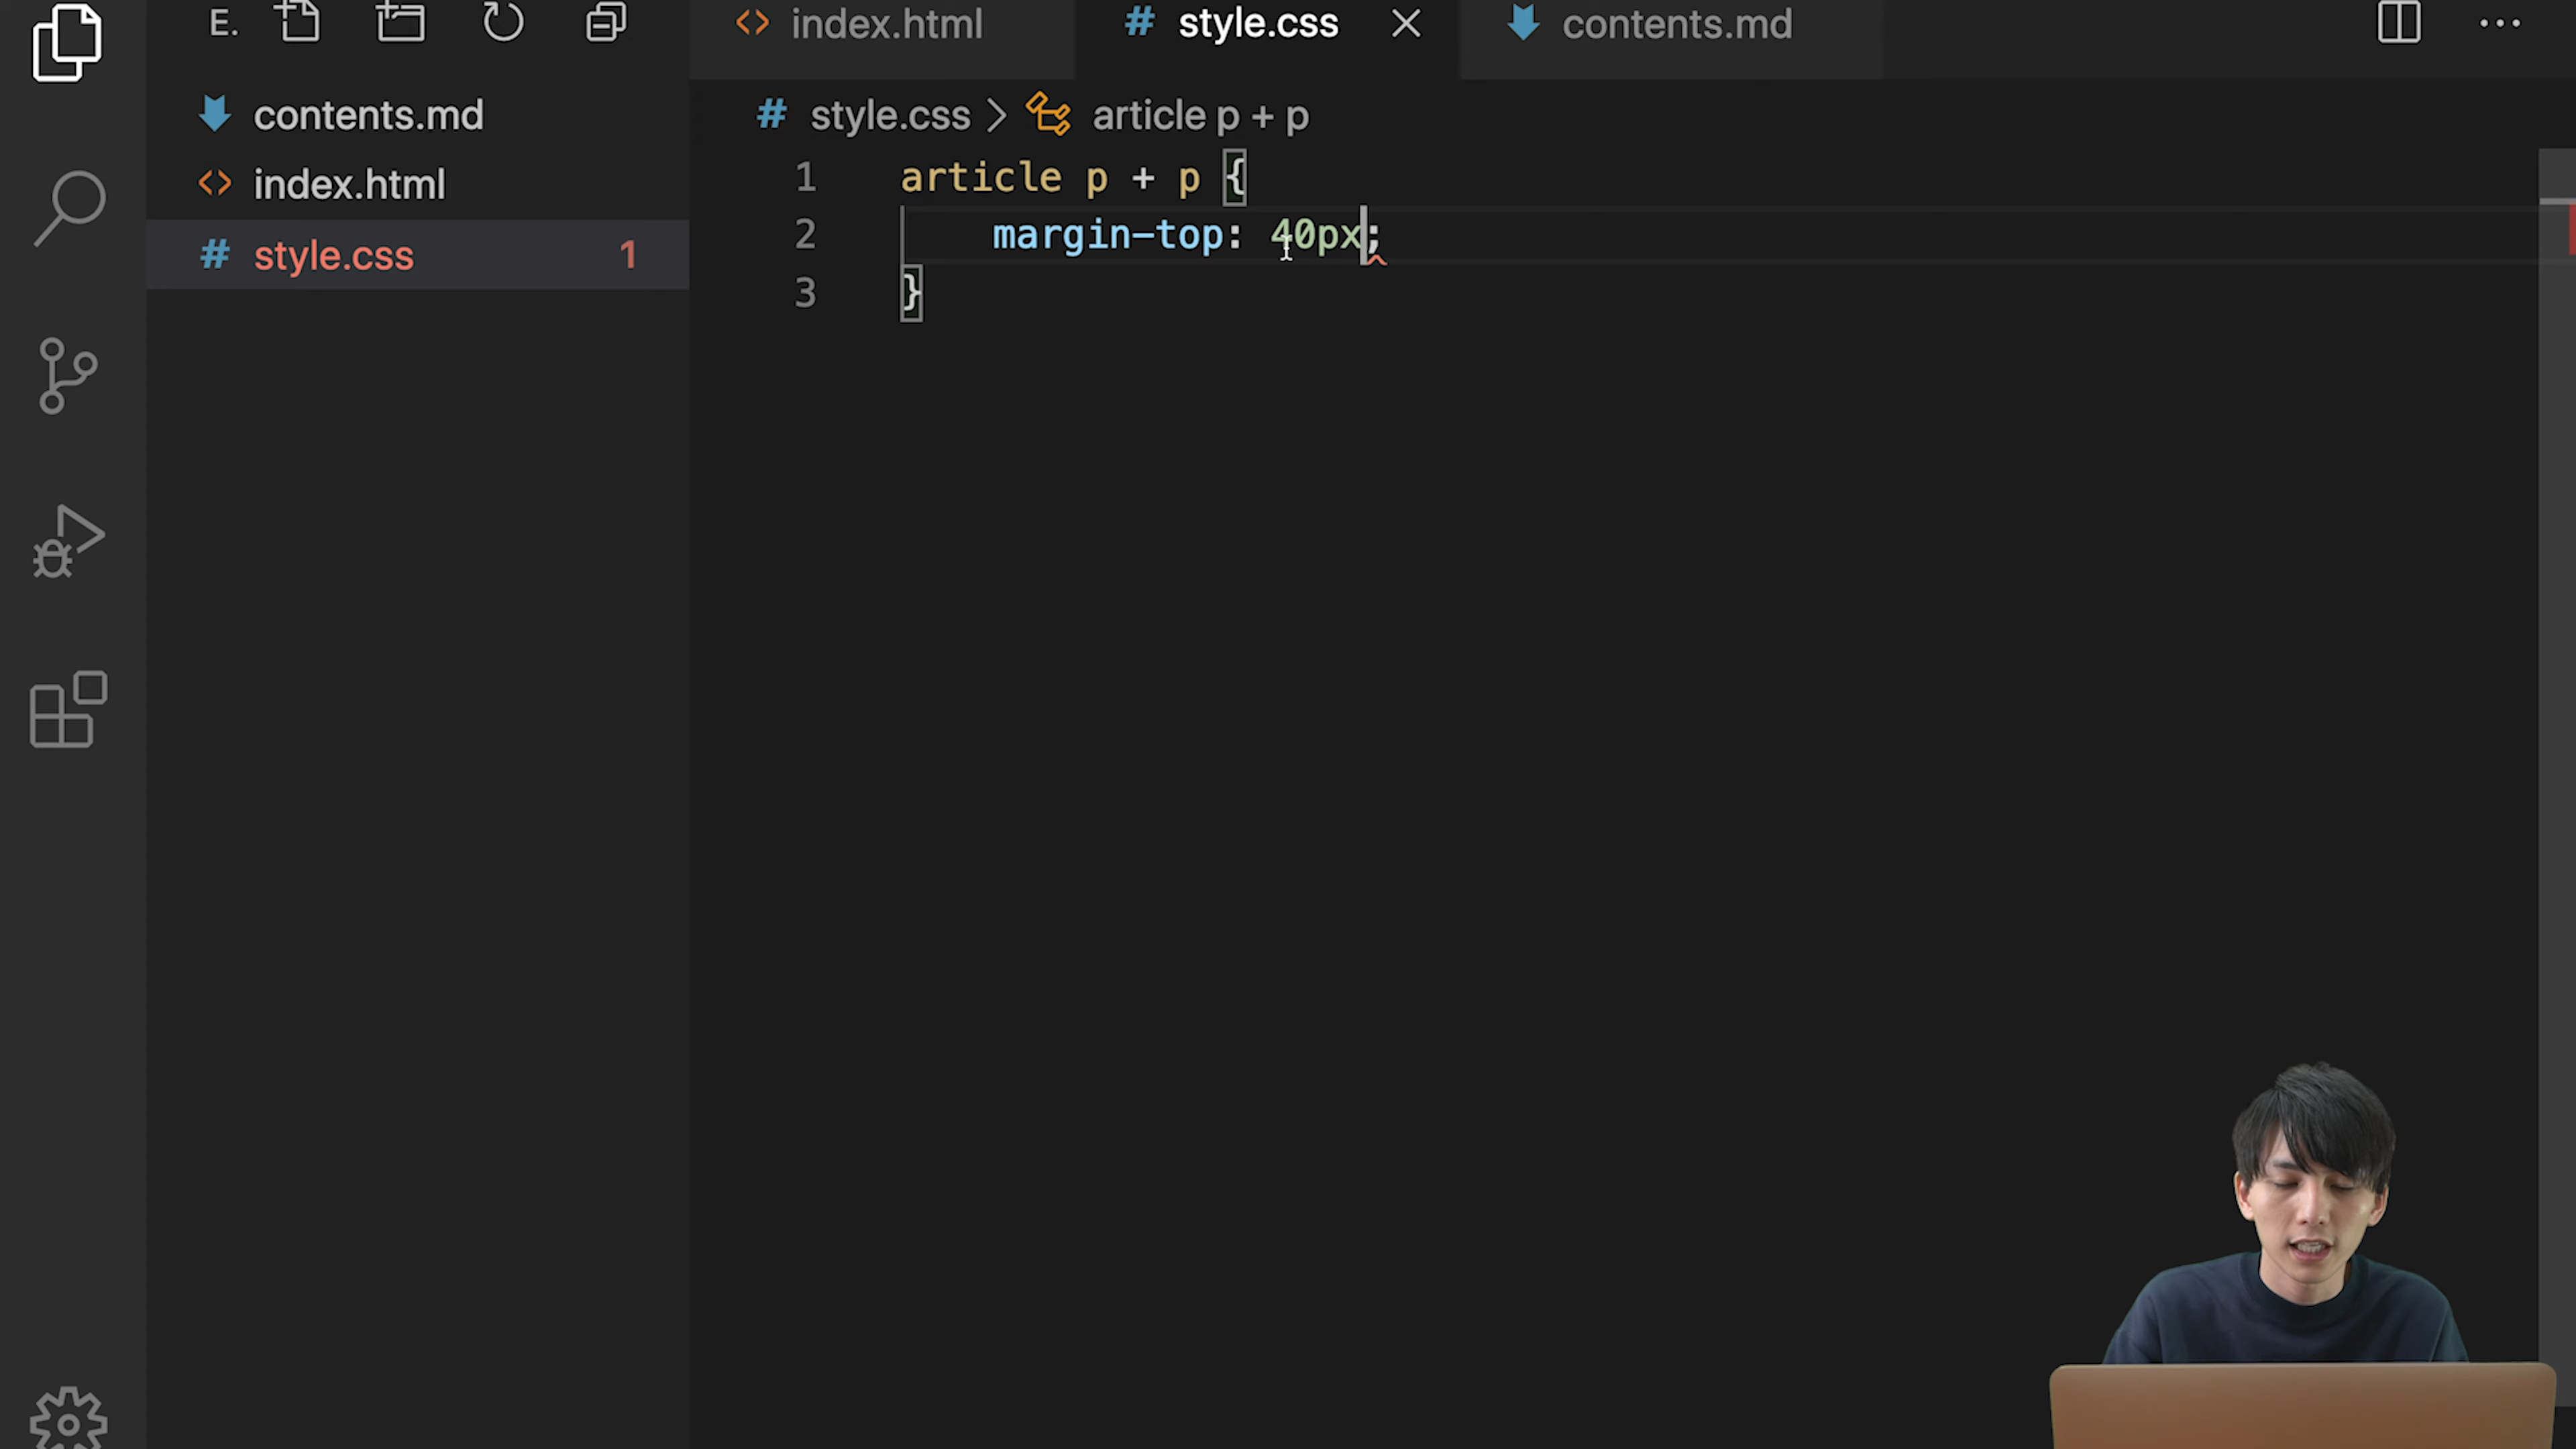 E.
index.html
style.css
contents.md
contents.md
index.html
style.css 1
style.css > article p + p
1 article p + p {
2 margin-top: 40px;
3 }